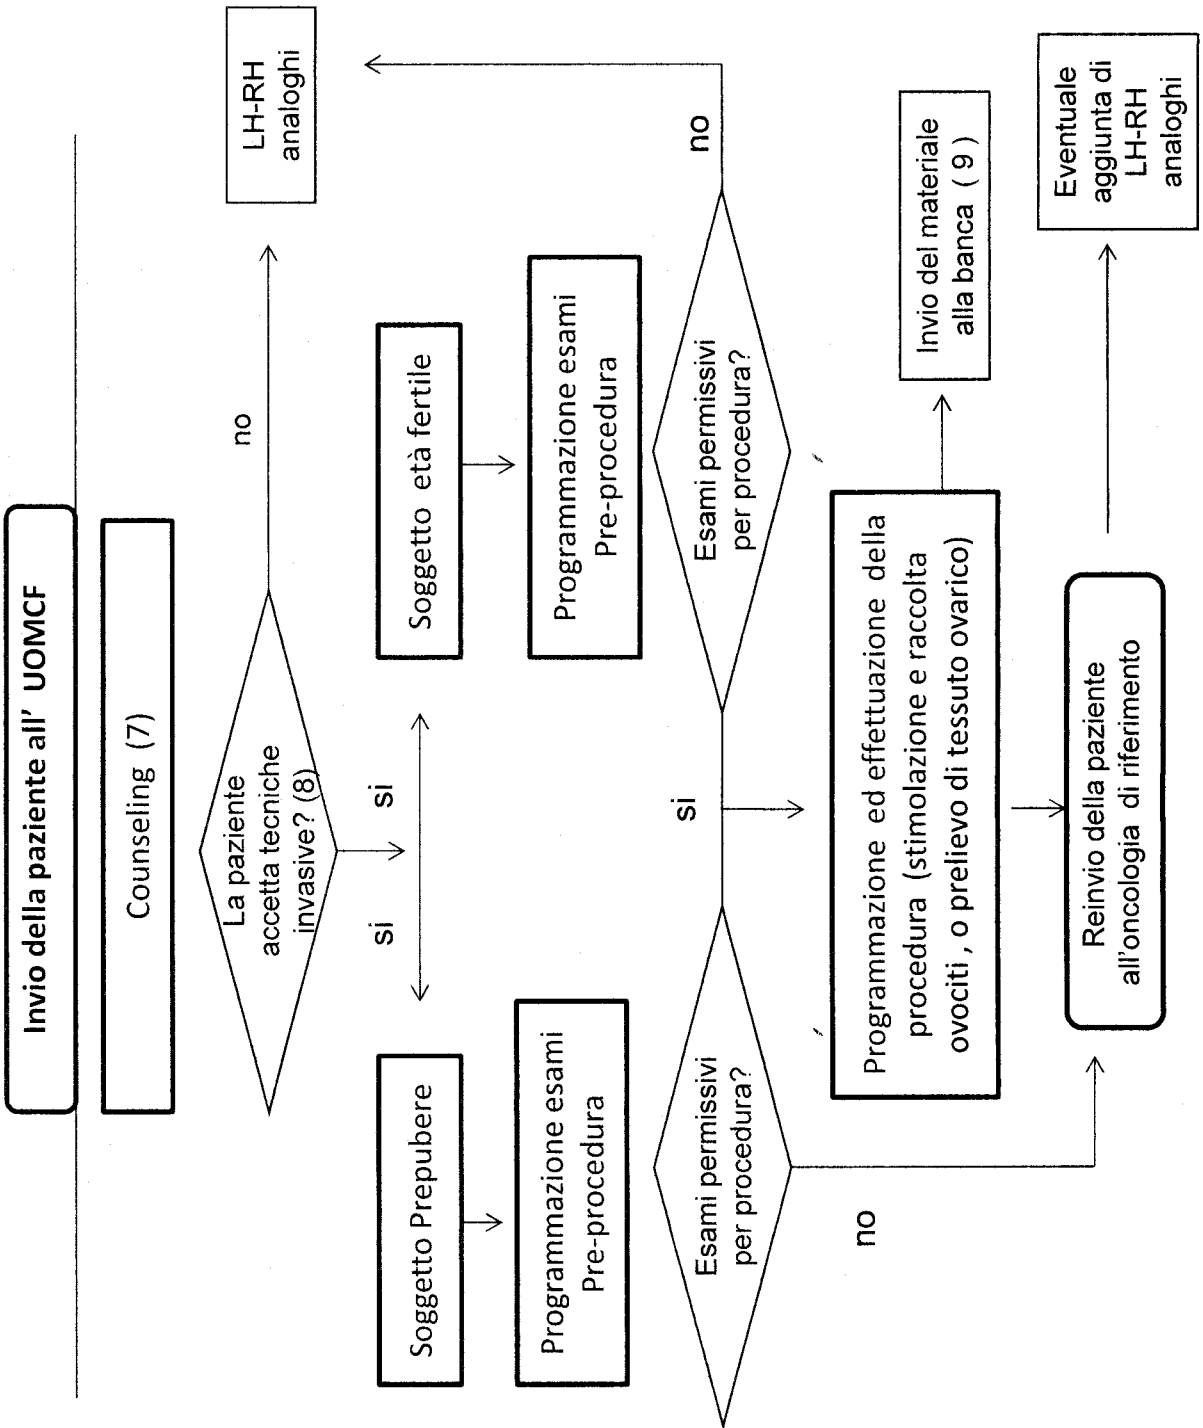 Invio della paziente all' UOMCF
Counseling (7)
La paziente
accetta tecniche
invasive? (8)
no
LH-RH
analoghi
si
si
Soggetto Prepubere
Soggetto età fertile
Programmazione esami
Pre-procedura
Programmazione esami
Pre-procedura
Esami permissivi
per procedura?
si
Esami permissivi
per procedura?
no
no
Programmazione ed effettuazione della
procedura (stimolazione e raccolta
ovociti , o prelievo di tessuto ovarico)
Invio del materiale
alla banca ( 9 )
Reinvio della paziente
all'oncologia di riferimento
Eventuale
aggiunta di
LH-RH
analoghi